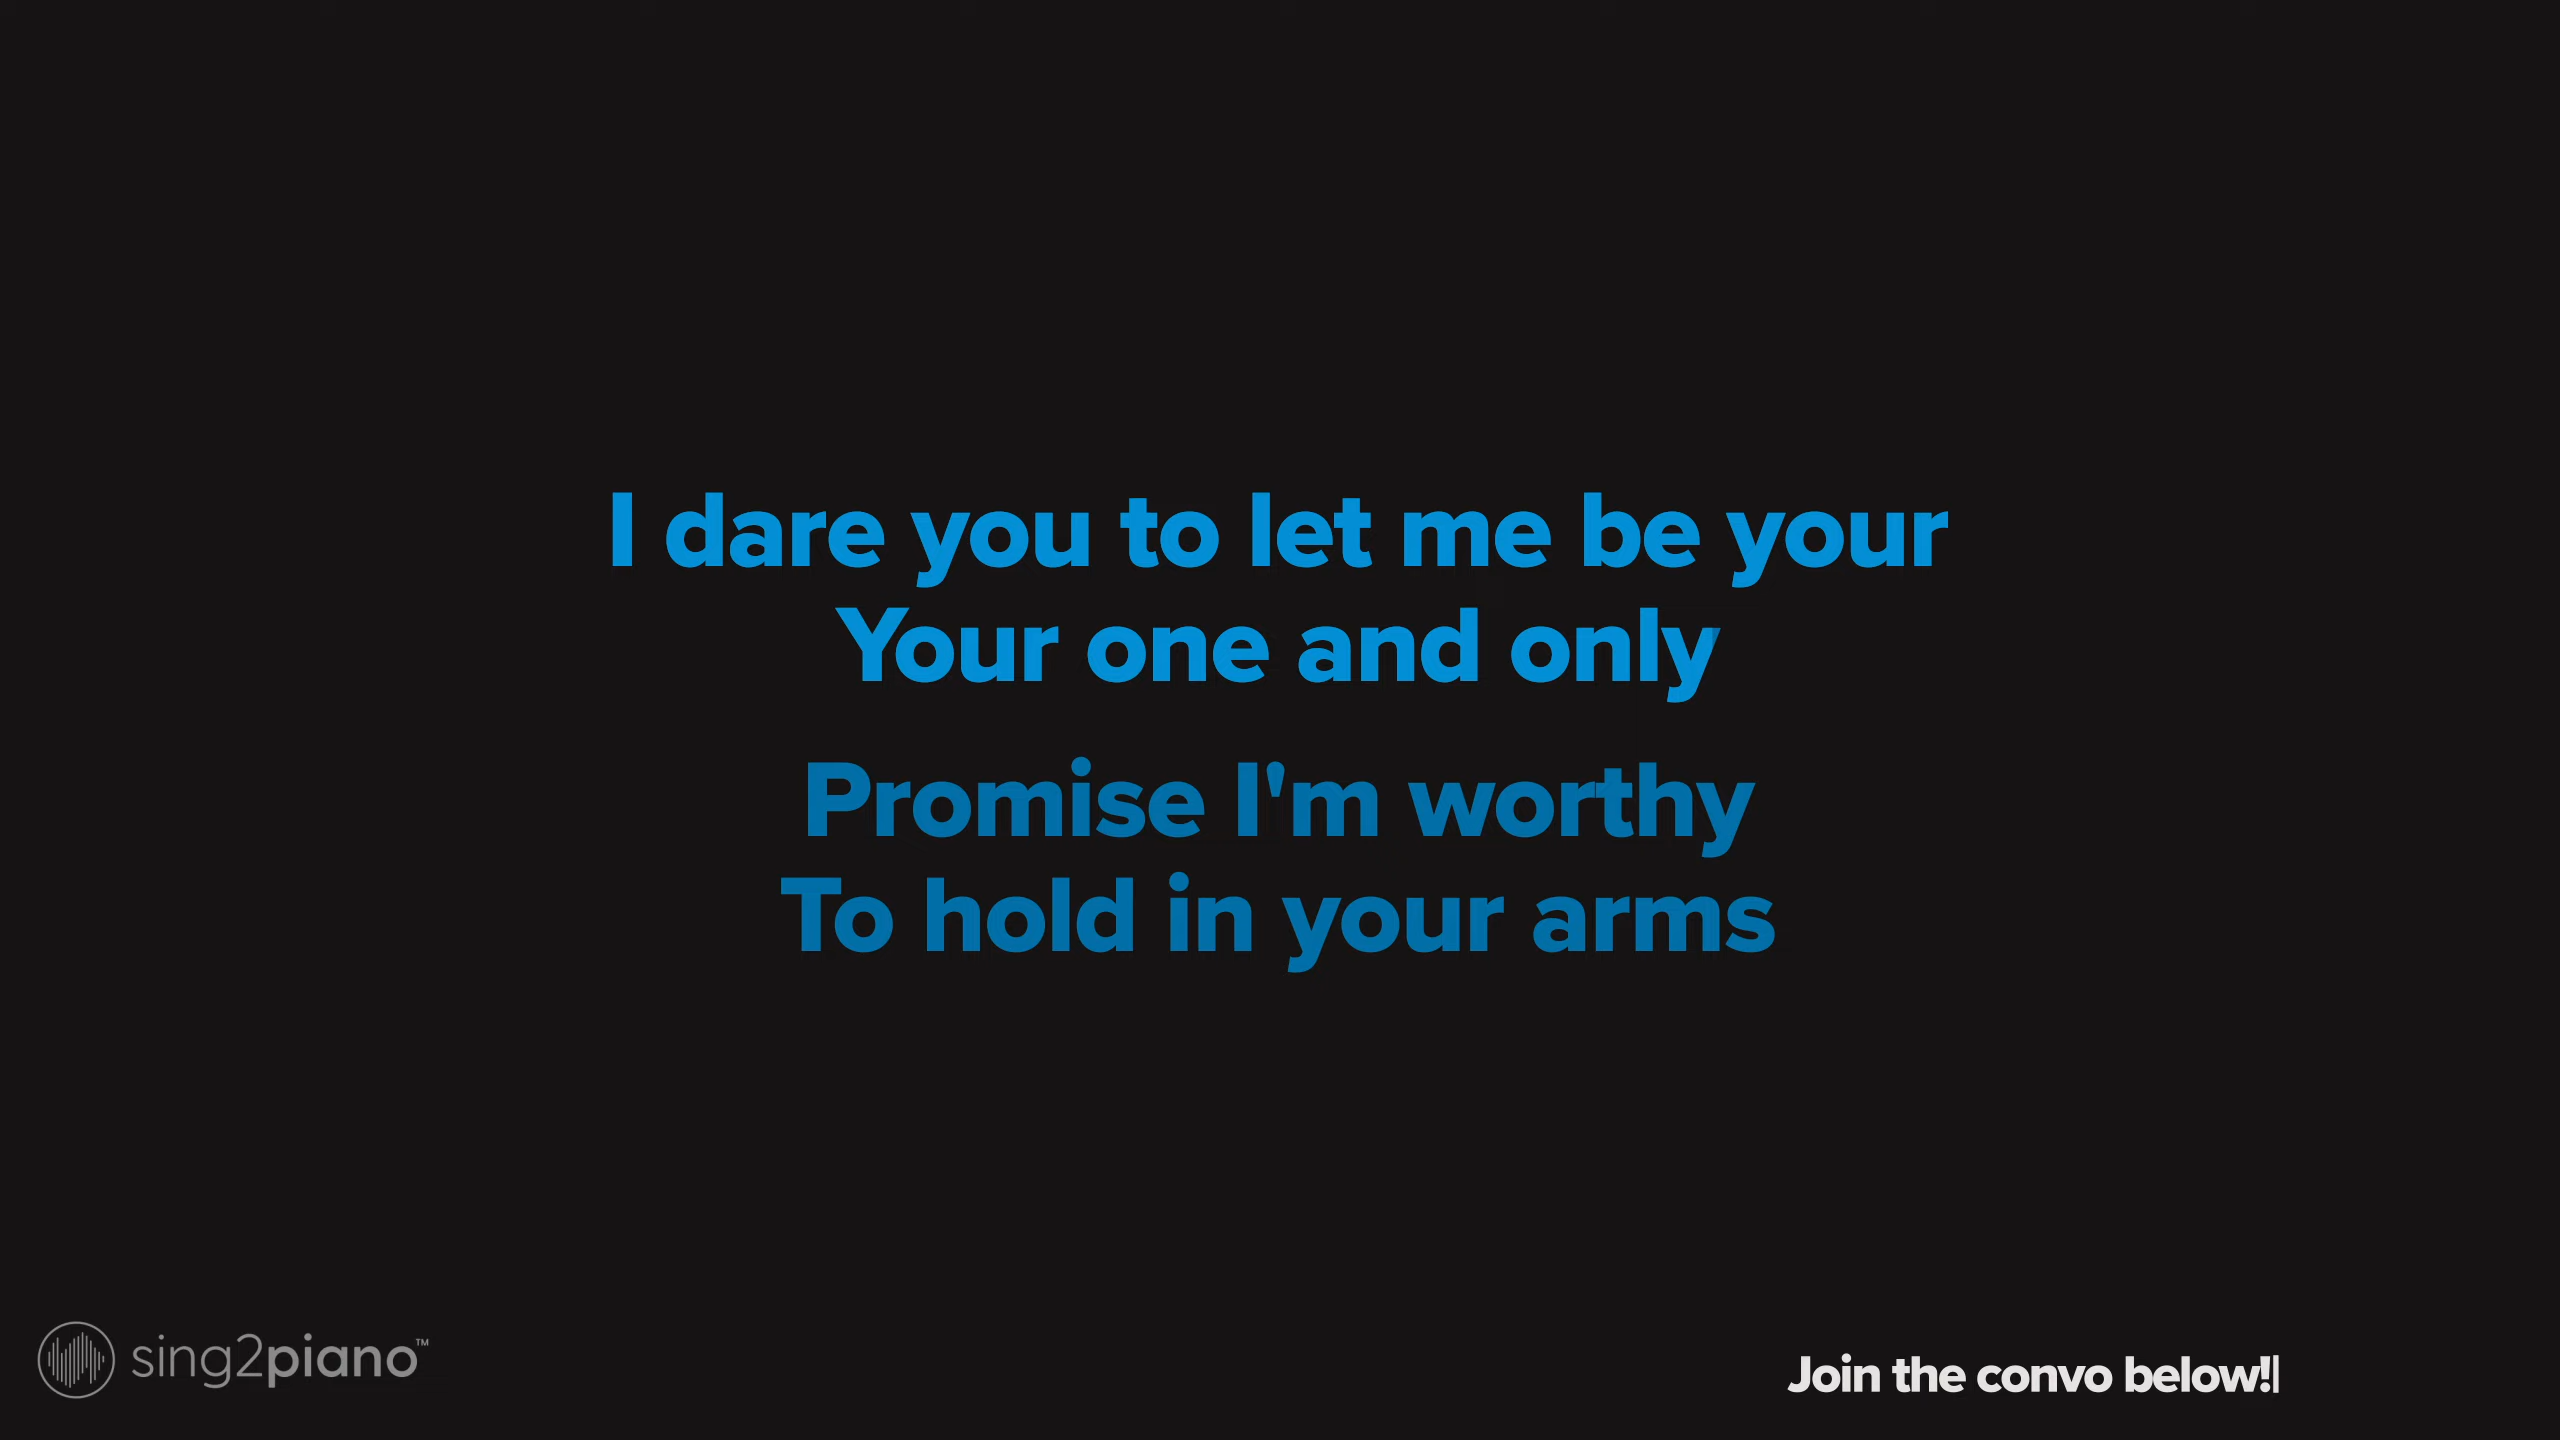 I dare you to let me be your
Your one and only
Promise I'm worthy
To hold in your arms
sing2piano™
Join the convo below!